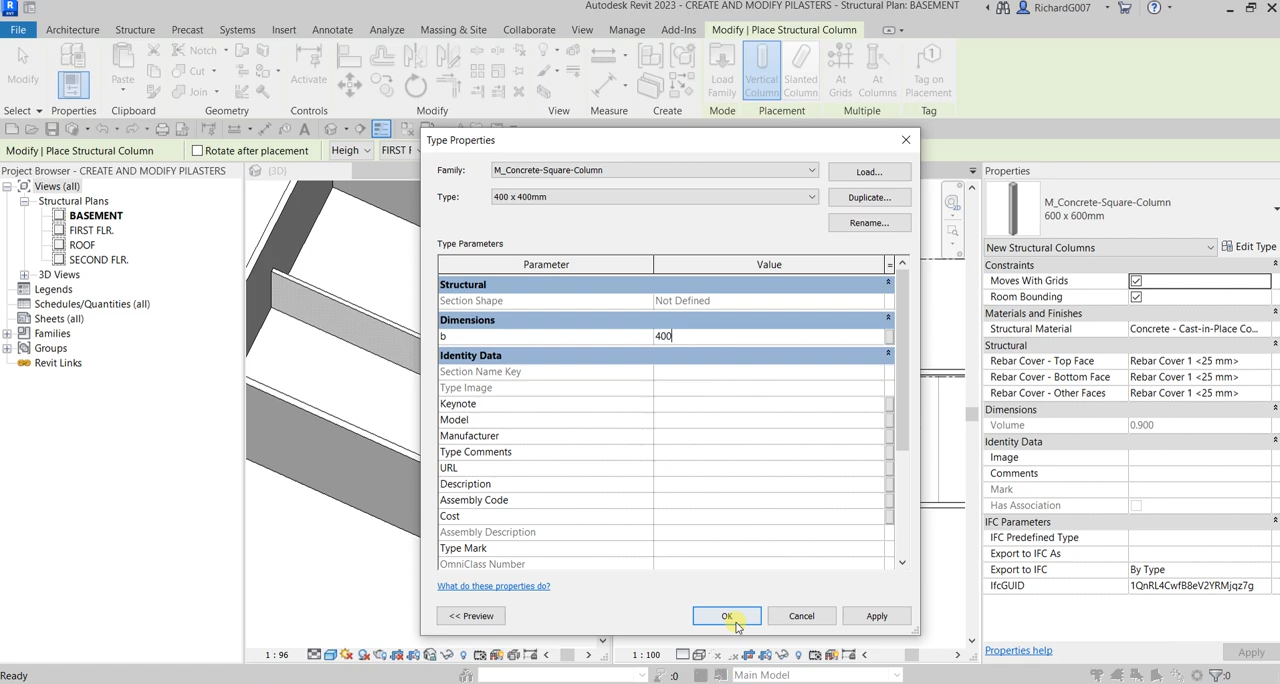 Autodesk Revit 2023 - CREATE AND MODIFY PILASTERS - Structural Plan: BASEMENT
RichardG007
File
Architecture
Structure
Precast
Systems
Insert
Annotate
Analyze
Massing & Site
Collaborate
View
Manage
Add-Ins
Modify | Place Structural Column
Modify
Paste
Notch
Cut
Join
Activate
Load Family
Vertical Column
Slanted Column
At Grids
At Columns
Tag on Placement
Select
Properties
Clipboard
Geometry
Controls
Modify
View
Measure
Create
Mode
Placement
Multiple
Tag
Modify | Place Structural Column
Rotate after placement
Heigh
FIRST F
Project Browser - CREATE AND MODIFY PILASTERS
Views (all)
Structural Plans
BASEMENT
FIRST FLR.
ROOF
SECOND FLR.
3D Views
Legends
Schedules/Quantities (all)
Sheets (all)
Families
Groups
Revit Links
{3D}
Type Properties
Family:
M_Concrete-Square-Column
Load...
Type:
400 x 400mm
Duplicate...
Rename...
Type Parameters
Parameter
Value
=
Structural
Section Shape
Not Defined
Dimensions
b
400
Identity Data
Section Name Key
Type Image
Keynote
Model
Manufacturer
Type Comments
URL
Description
Assembly Code
Cost
Assembly Description
Type Mark
OmniClass Number
What do these properties do?
<< Preview
OK
Cancel
Apply
Properties
M_Concrete-Square-Column
600 x 600mm
New Structural Columns
Edit Type
Constraints
Moves With Grids
Room Bounding
Materials and Finishes
Structural Material
Concrete - Cast-in-Place Co...
Structural
Rebar Cover - Top Face
Rebar Cover 1 <25 mm>
Rebar Cover - Bottom Face
Rebar Cover 1 <25 mm>
Rebar Cover - Other Faces
Rebar Cover 1 <25 mm>
Dimensions
Volume
0.900
Identity Data
Image
Comments
Mark
Has Association
IFC Parameters
IFC Predefined Type
Export to IFC As
Export to IFC
By Type
IfcGUID
1QnRL4CwfB8eV2YRMjqz7g
Properties help
Apply
1 : 96
1 : 100
Ready
:0
Main Model
:0